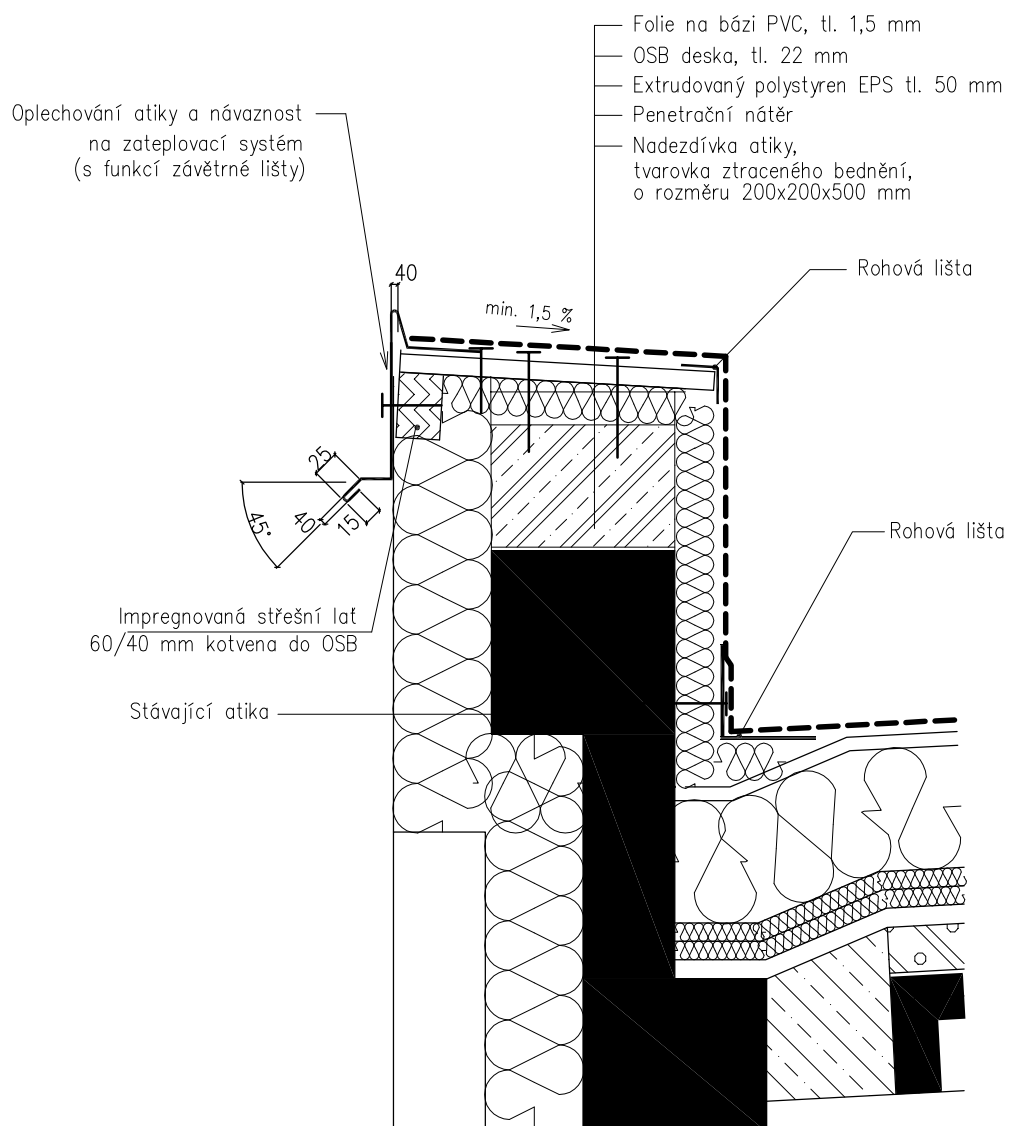 Folie na bázi PVC, tl. 1,5 mm
OSB deska, tl. 22 mm
Extrudovaný polystyren EPS tl. 50 mm
Penetrační nátěr
Nadezdívka atiky,
tvarovka ztraceného bednění,
o rozměru 200x200x500 mm
Oplechování atiky a návaznost
na zateplovací systém
(s funkcí závětrné lišty)
Rohová lišta
40
min. 1,5 %
25
45°
40
15
Rohová lišta
Impregnovaná střešní lať
60/40 mm kotvena do OSB
Stávající atika